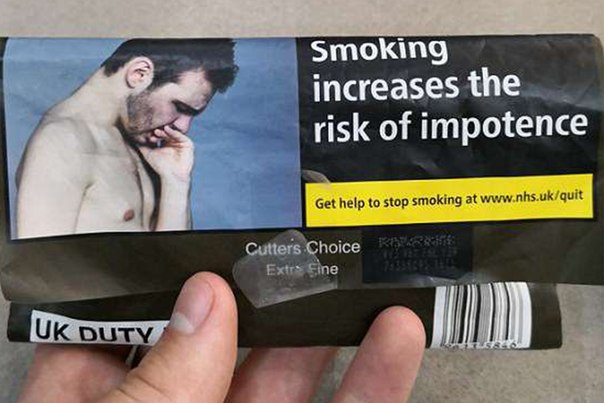 Smoking
increases the
risk of impotence
Get help to stop smoking at www.nhs.uk/quit
Cutters Choice
Extra Fine
UK DUTY